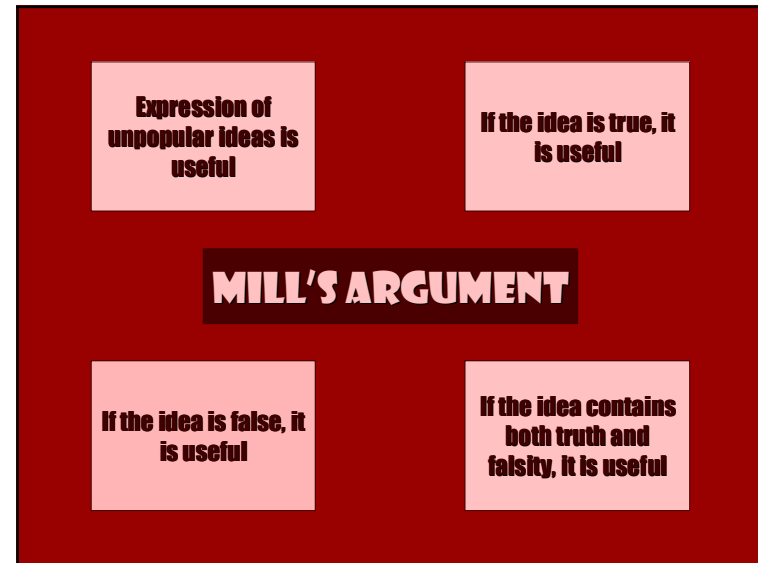 Expression of
unpopular ideas is
useful
If the idea is true, it
is useful
MILL'S ARGUMENT
If the idea is false, it
is useful
If the idea contains
both truth and
falsity, it is useful